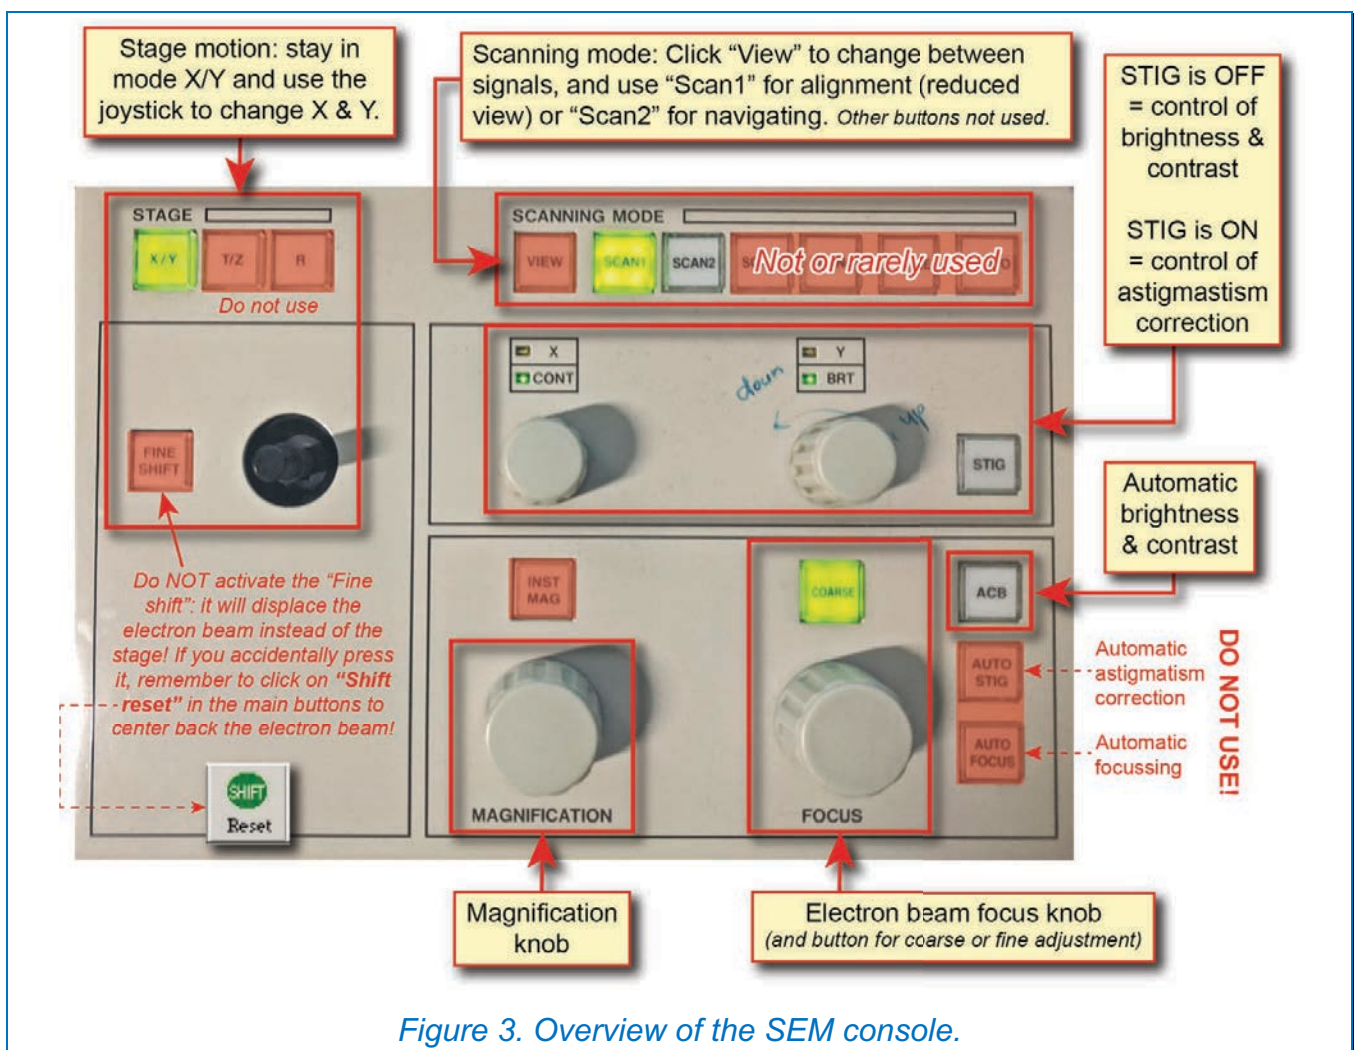 Stage motion: stay in
mode X/Y and use the
joystick to change X & Y.
Scanning mode: Click “View” to change between
signals, and use “Scan1” for alignment (reduced
view) or “Scan2” for navigating. Other buttons not used.
STIG is OFF
= control of
brightness &
contrast
STIG is ON
= control of
astigmastism
correction
STAGE
X/Y
T/Z
R
Do not use
SCANNING MODE
VIEW
SCAN1
SCAN2
Not or rarely used
X
CONT
Y
BRT
down
up
STIG
FINE
SHIFT
Automatic
brightness
& contrast
Do NOT activate the “Fine
shift”: it will displace the
electron beam instead of the
stage! If you accidentally press
it, remember to click on “Shift
reset” in the main buttons to
center back the electron beam!
SHIFT
Reset
INST
MAG
MAGNIFICATION
COARSE
FOCUS
ACB
AUTO
STIG
AUTO
FOCUS
Automatic
astigmatism
correction
Automatic
focussing
DO NOT USE!
Magnification
knob
Electron beam focus knob
(and button for coarse or fine adjustment)
Figure 3. Overview of the SEM console.